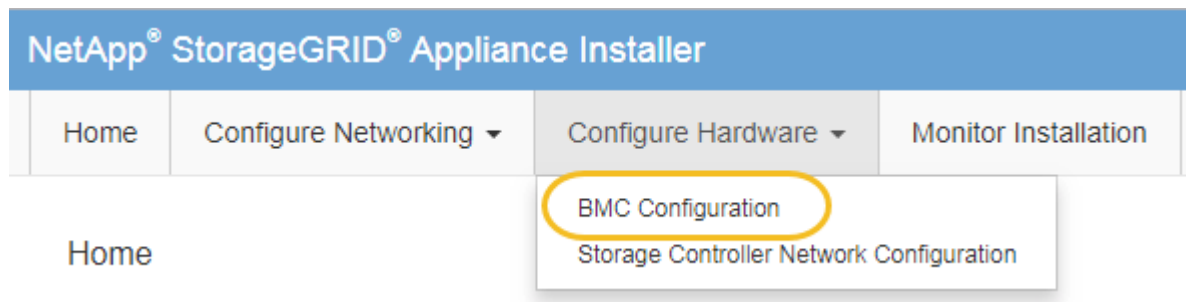 NetApp® StorageGRID® Appliance Installer
Home Configure Networking Configure Hardware Monitor Installation
BMC Configuration
Home Storage Controller Network Configuration